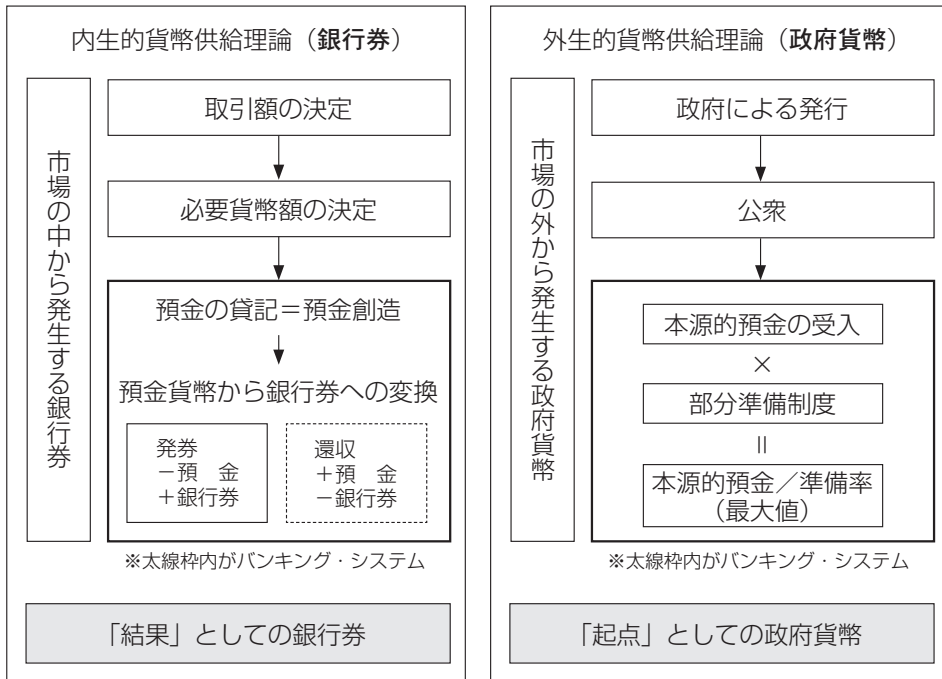 内生的貨幣供給理論（銀行券）
市場の中から発生する銀行券
取引額の決定
必要貨幣額の決定
預金の貸記＝預金創造
預金貨幣から銀行券への変換
発券
－預　金
＋銀行券
還収
＋預　金
－銀行券
※太線枠内がバンキング・システム
「結果」としての銀行券
外生的貨幣供給理論（政府貨幣）
市場の外から発生する政府貨幣
政府による発行
公衆
本源的預金の受入
×
部分準備制度
＝
本源的預金／準備率
（最大値）
※太線枠内がバンキング・システム
「起点」としての政府貨幣